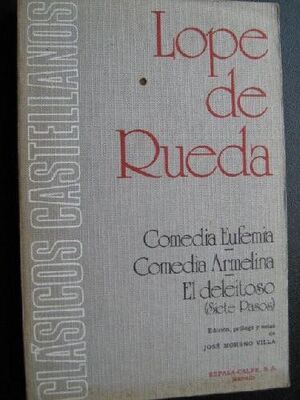 CLÁSICOS CASTELLANOS
Lope
de
Rueda
Comedia Eufemia
Comedia Armelina
El deleitoso
(Siete Pasos)
Edición, prólogo y notas
de
JOSÉ MORENO VILLA
ESPASA-CALPE, S.A.
MADRID